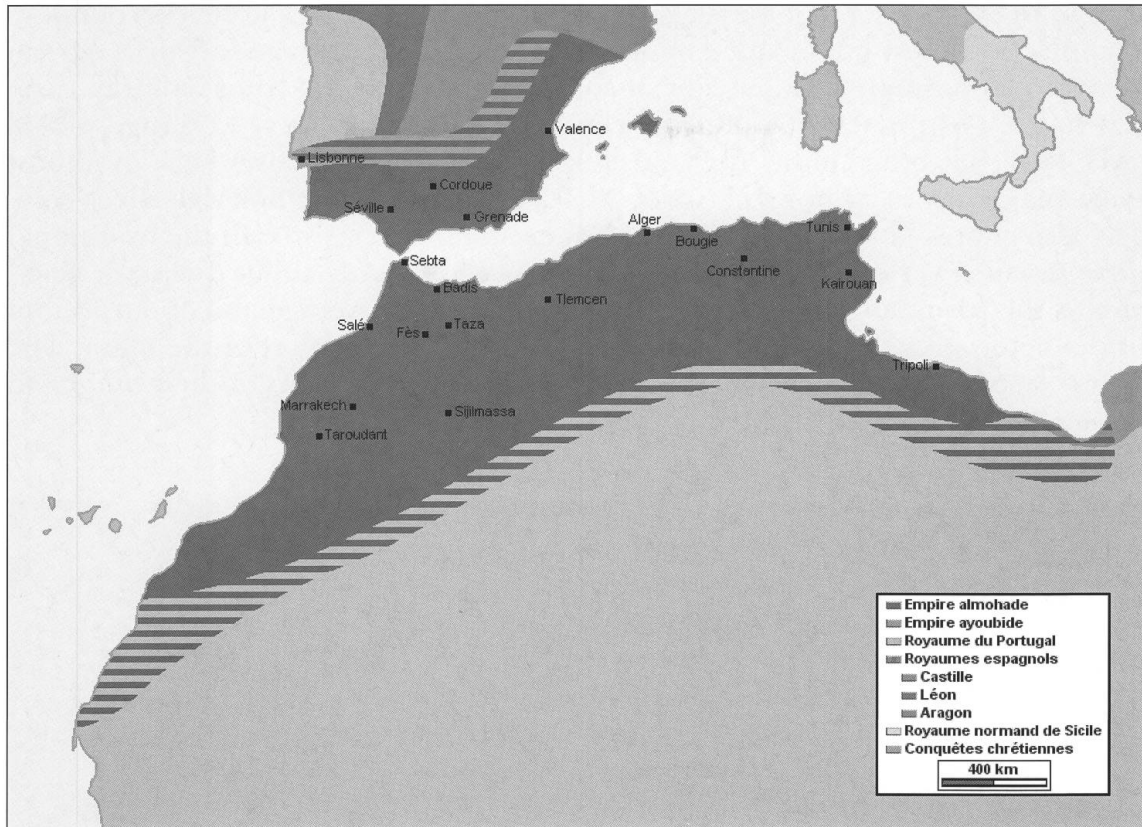 Valence
Lisbonne
Cordoue
Séville
Grenade
Alger
Bougie
Tunis
Sebta
Constantine
Kairouan
Badis
Tlemcen
Salé
Fès
Taza
Tripoli
Marrakech
Sijilmassa
Taroudant
Empire almohade
Empire ayoubide
Royaume du Portugal
Royaumes espagnols
Castille
Léon
Aragon
Royaume normand de Sicile
Conquêtes chrétiennes
400 km